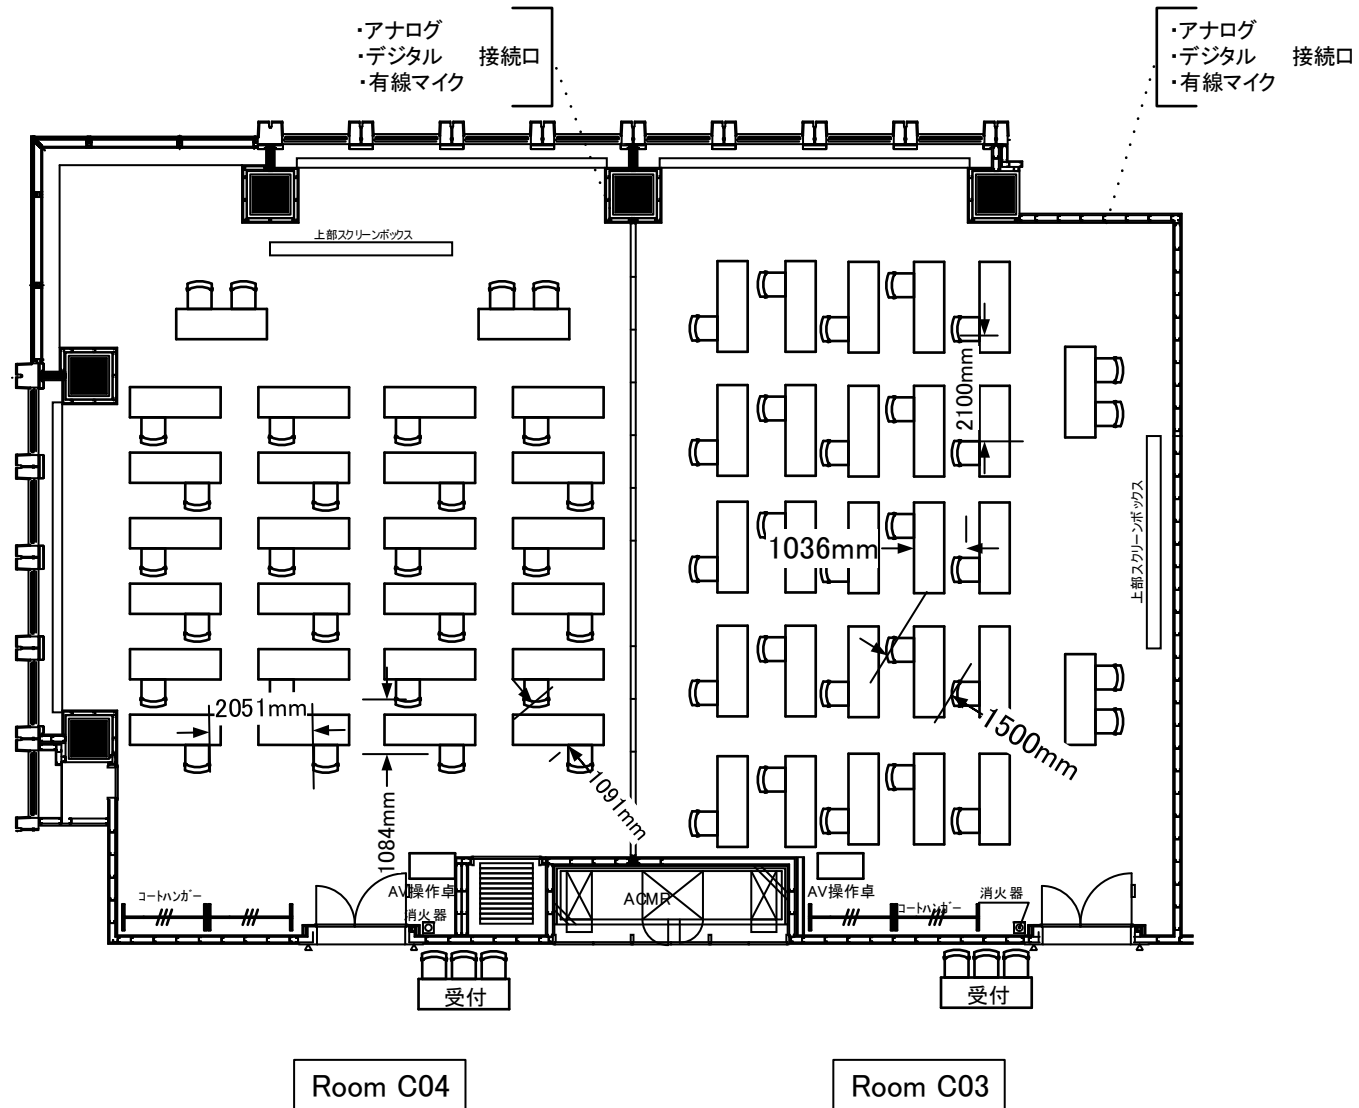 ・アナログ
・デジタル 接続口
・有線マイク
・アナログ
・デジタル 接続口
・有線マイク
上部スクリーンボックス
2100mm
上部スクリーンボックス
1036mm
2051mm
1500mm
1084mm
1091mm
コートハンガー
AV操作卓
消火器
ACMR
AV操作卓
コートハンガー
消火器
受付
受付
Room C04
Room C03